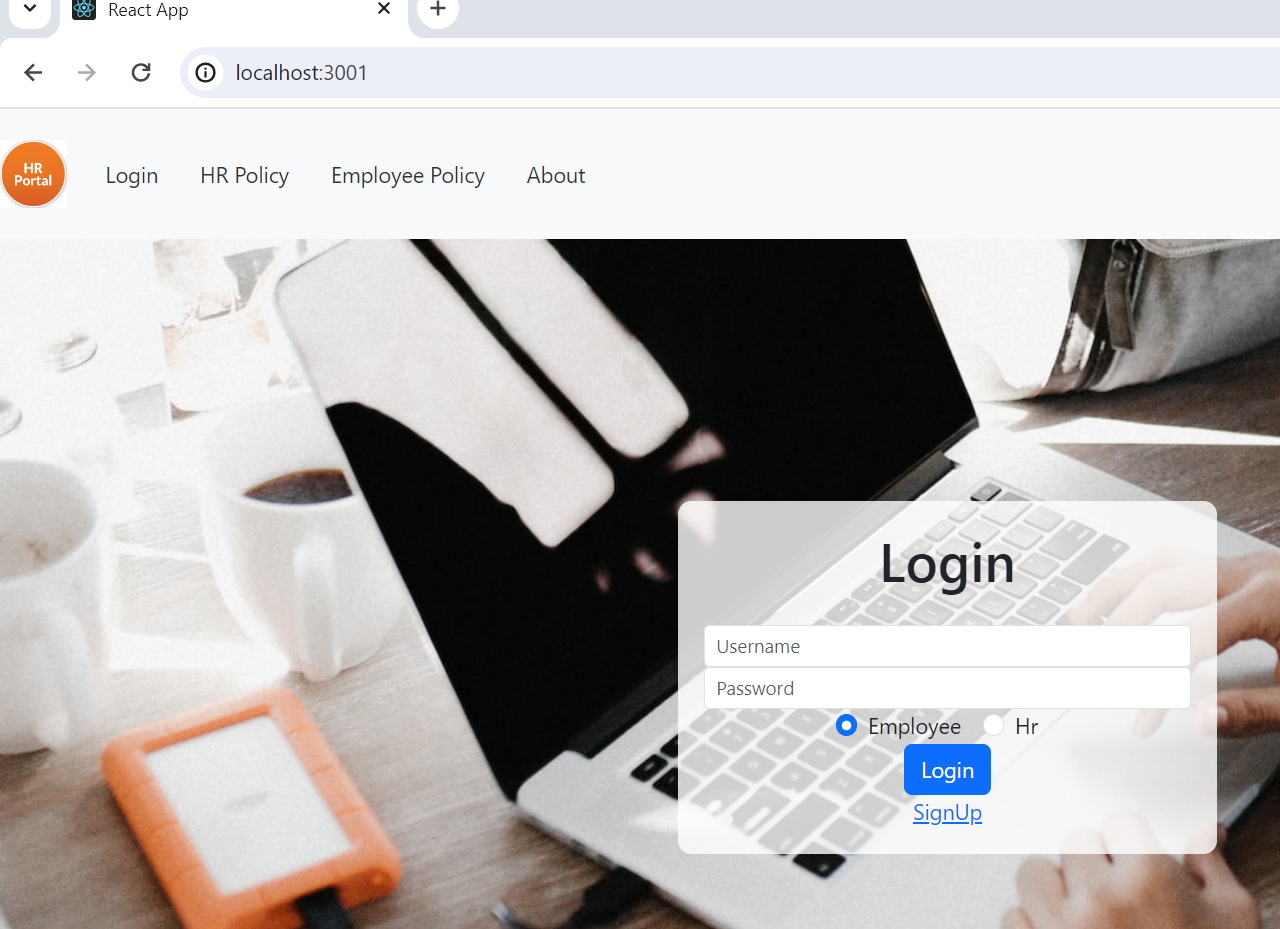 React App
localhost:3001
HR
Portal
Login HR Policy Employee Policy About
Login
Username
Password
Employee Hr
Login
SignUp